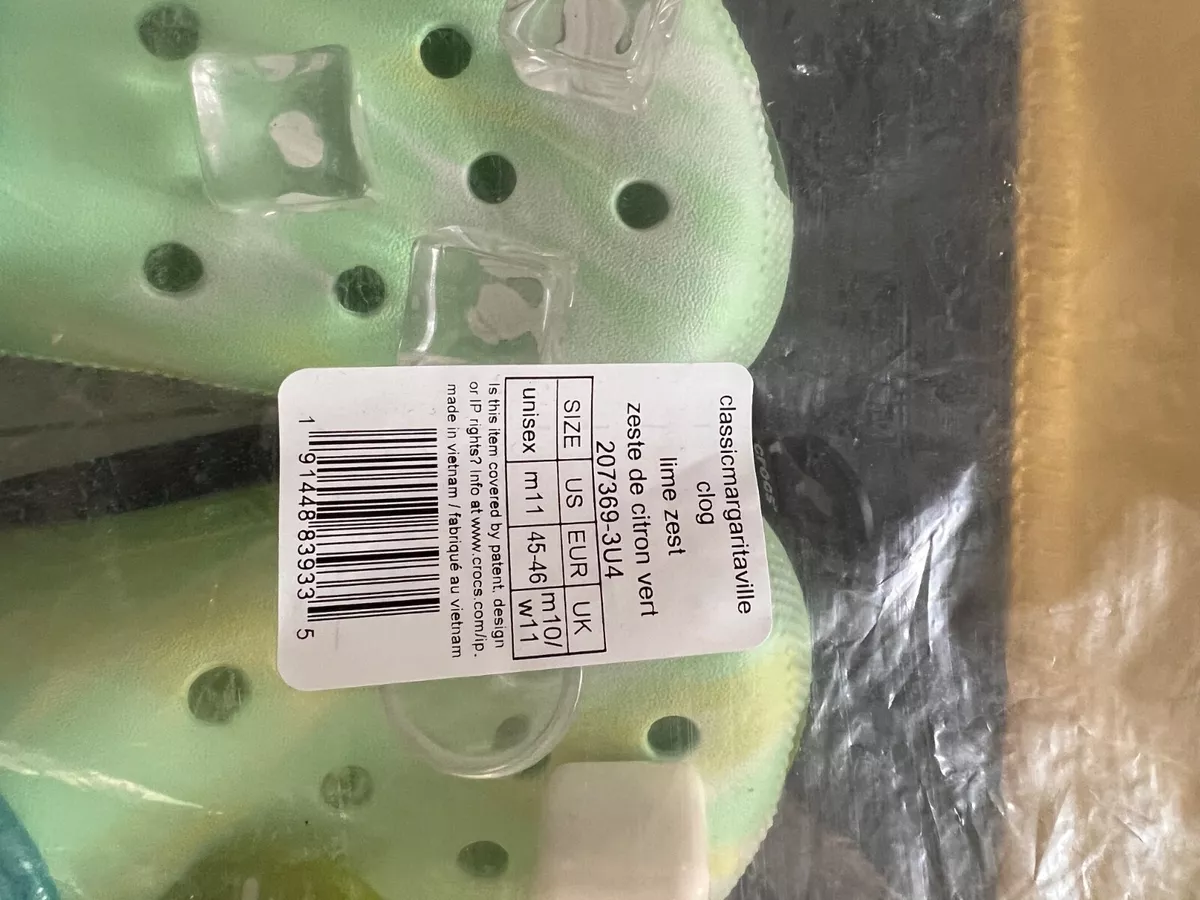 classicmargaritaville
clog
lime zest
zeste de citron vert
207369-3U4
SIZE US EUR UK
unisex m11 45-46 m10/
w11
Is this item covered by patent, design
or IP rights? Info at www.crocs.com/ip.
made in vietnam / fabriqué au vietnam
1 91448 83933 5
crocs